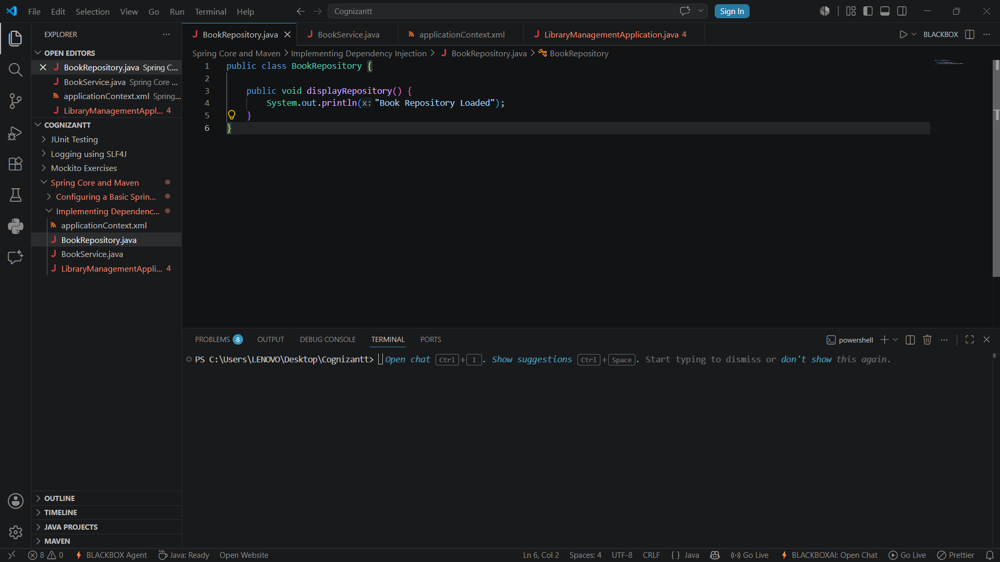 File Edit Selection View Go Run Terminal Help
Cognizantt
Sign In
EXPLORER
OPEN EDITORS
BookRepository.java Spring C...
BookService.java Spring Core ...
applicationContext.xml Spring...
LibraryManagementAppl... 4
COGNIZANTT
JUnit Testing
Logging using SLF4J
Mockito Exercises
Spring Core and Maven
Configuring a Basic Sprin...
Implementing Dependenc...
applicationContext.xml
BookRepository.java
BookService.java
LibraryManagementAppli... 4
OUTLINE
TIMELINE
JAVA PROJECTS
MAVEN
BookRepository.java
BookService.java
applicationContext.xml
LibraryManagementApplication.java 4
BLACKBOX
Spring Core and Maven > Implementing Dependency Injection > BookRepository.java > BookRepository
1 public class BookRepository {
2
3 public void displayRepository() {
4 System.out.println(x: "Book Repository Loaded");
5 }
6 }
PROBLEMS 8 OUTPUT DEBUG CONSOLE TERMINAL PORTS
powershell
PS C:\Users\LENOVO\Desktop\Cognizantt> Open chat Ctrl + I . Show suggestions Ctrl + Space . Start typing to dismiss or don't show this again.
8 0 BLACKBOX Agent Java: Ready Open Website
Ln 6, Col 2 Spaces: 4 UTF-8 CRLF { } Java Go Live BLACKBOXAI: Open Chat Go Live Prettier